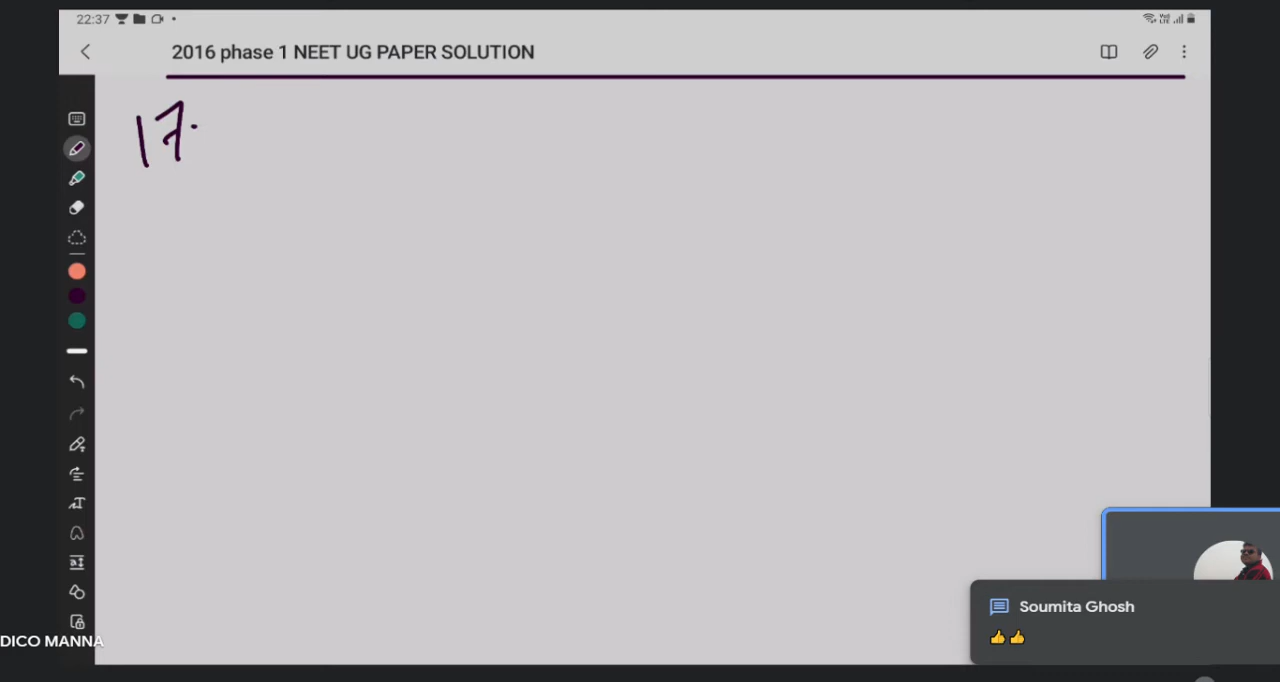 22:37
2016 phase 1 NEET UG PAPER SOLUTION
17.
Soumita Ghosh
👍👍
DICO MANNA